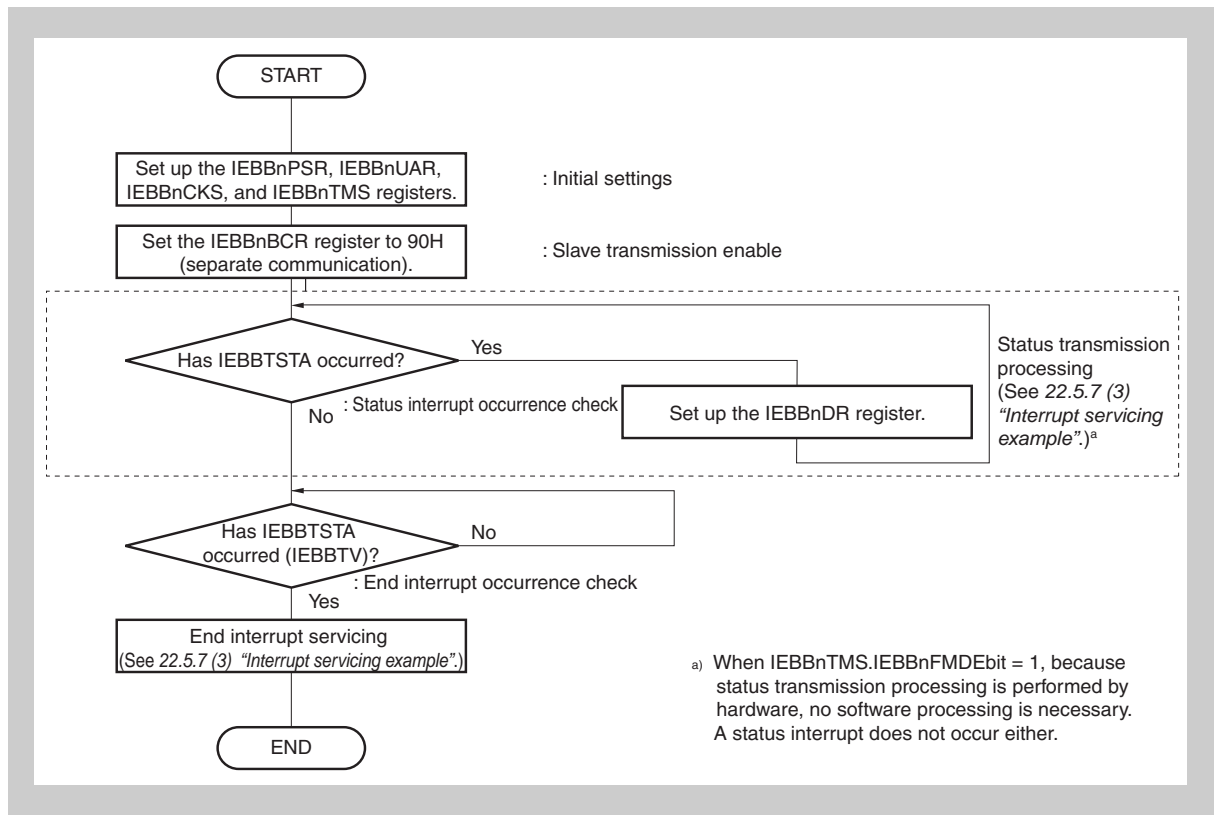 START
Set up the IEBBnPSR, IEBBnUAR,
IEBBnCKS, and IEBBnTMS registers.
: Initial settings
Set the IEBBnBCR register to 90H
(separate communication).
: Slave transmission enable
Has IEBBTSTA occurred?
Yes
No
: Status interrupt occurrence check
Set up the IEBBnDR register.
Status transmission
processing
(See 22.5.7 (3)
“Interrupt servicing
example”.)a
Has IEBBTSTA
occurred (IEBBTV)?
No
: End interrupt occurrence check
Yes
End interrupt servicing
(See 22.5.7 (3) “Interrupt servicing example”.)
END
a) When IEBBnTMS.IEBBnFMDEbit = 1, because
status transmission processing is performed by
hardware, no software processing is necessary.
A status interrupt does not occur either.